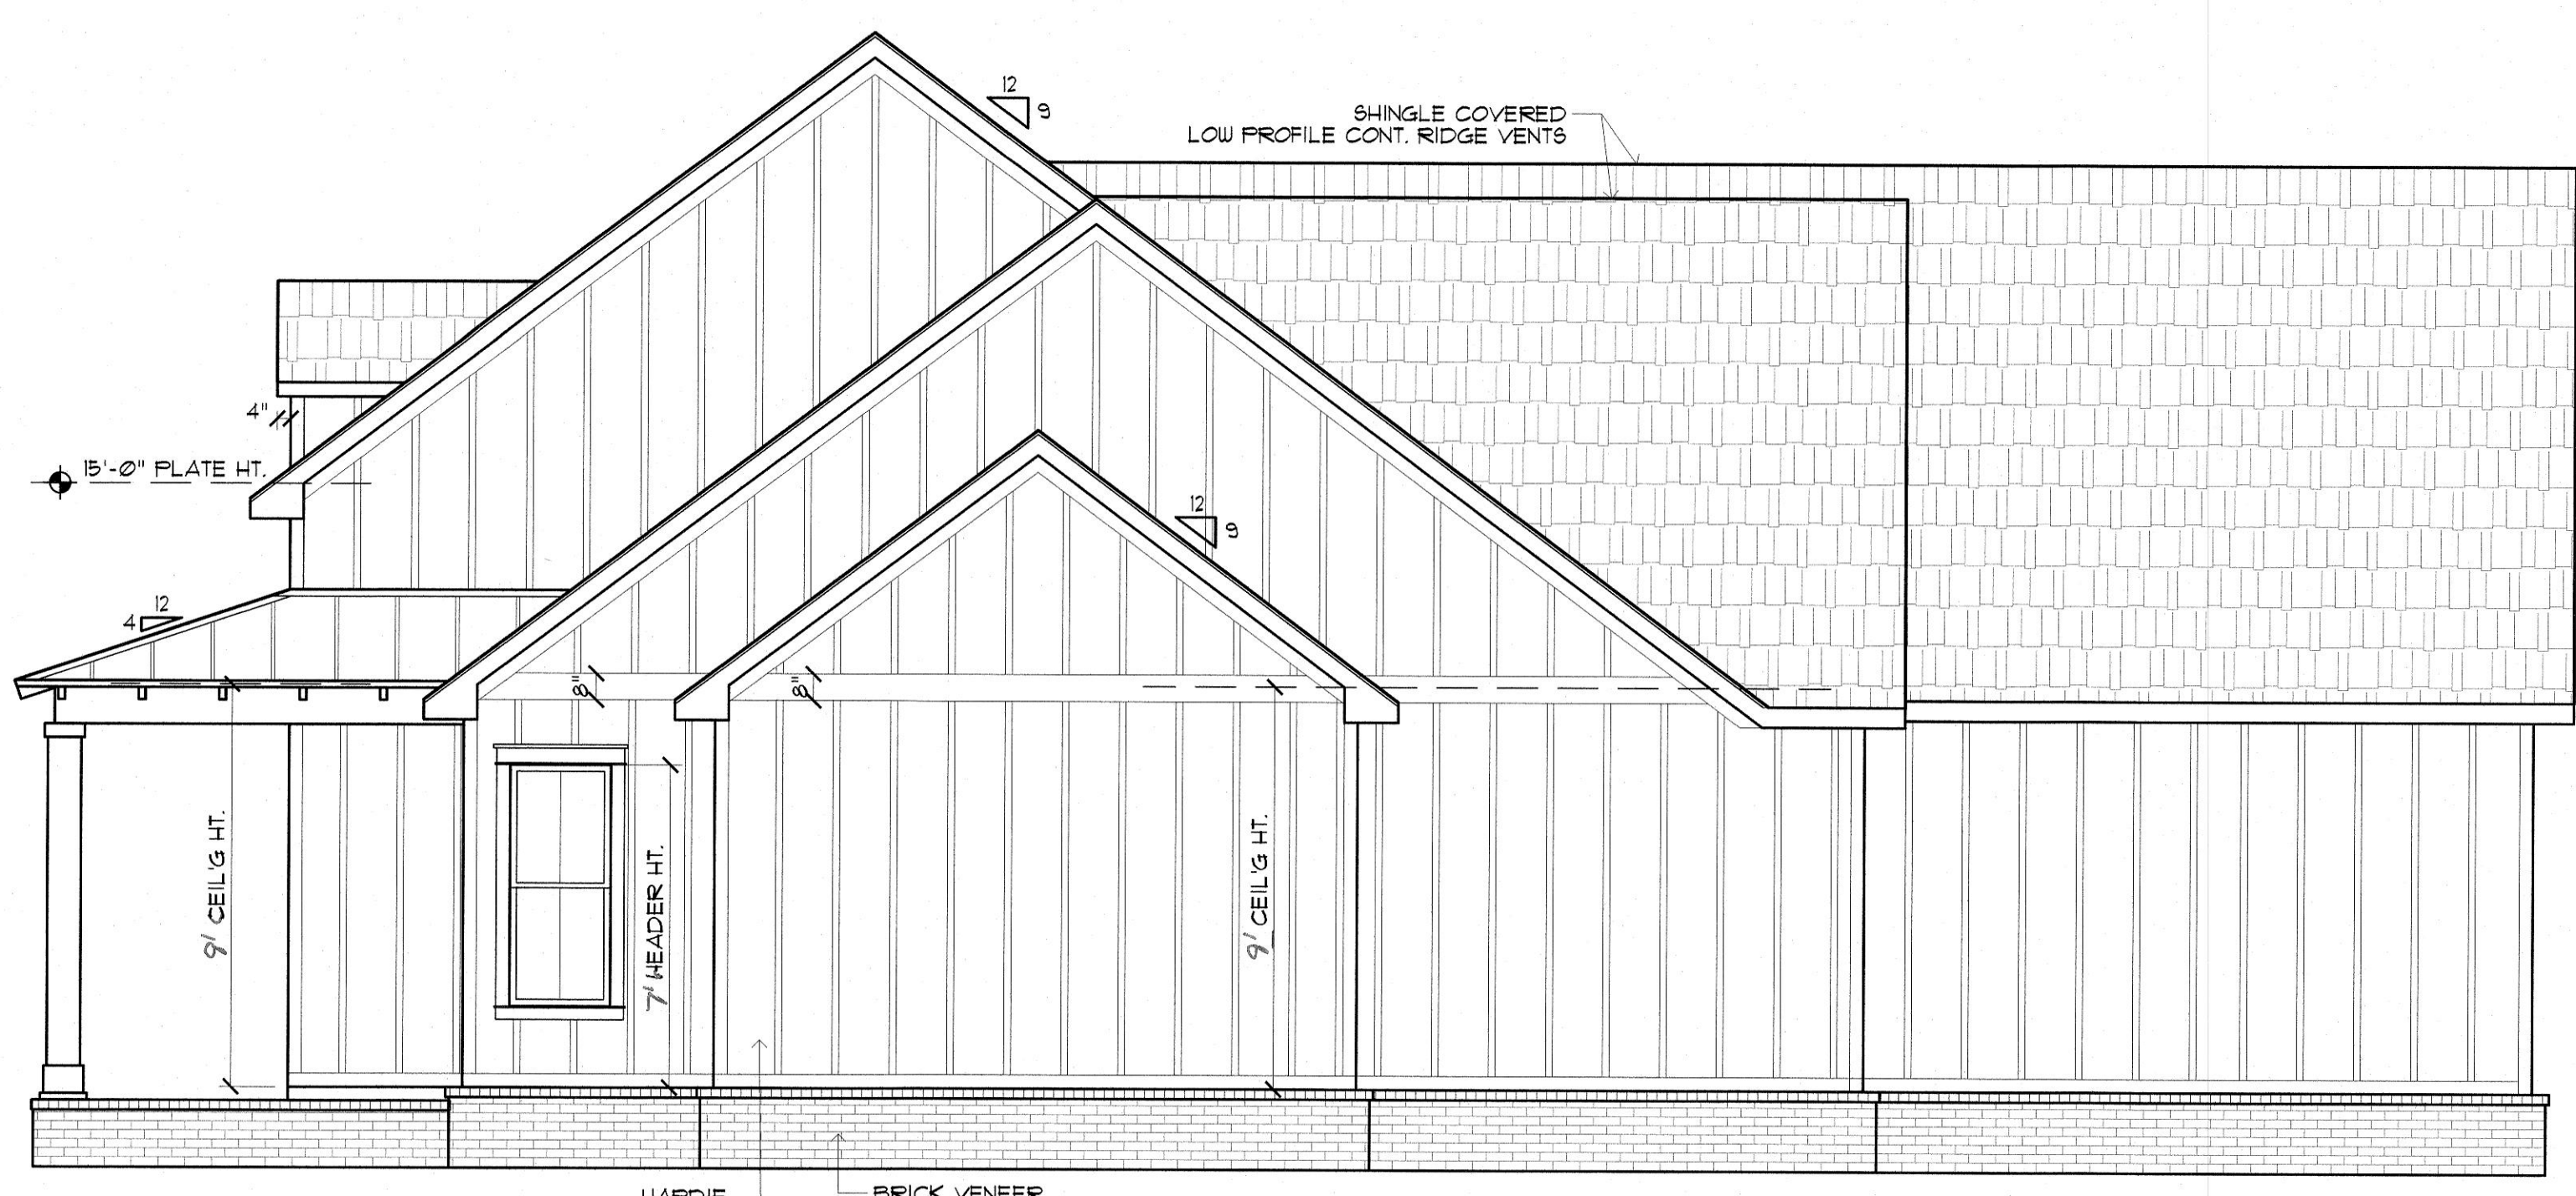 12
9
SHINGLE COVERED
LOW PROFILE CONT. RIDGE VENTS
4"
15'-0" PLATE HT.
12
9
12
4
8"
8"
9' CEIL'G HT.
7' HEADER HT.
9' CEIL'G HT.
HARDIE
BRICK VENEER